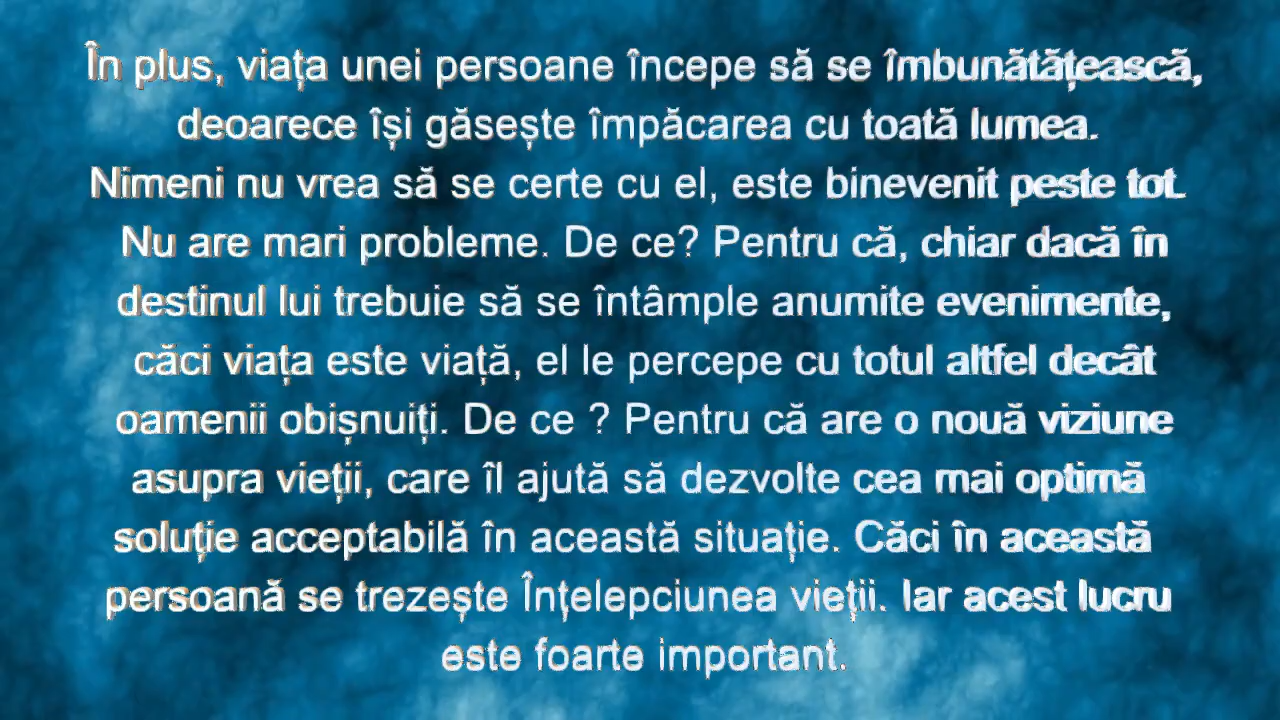 În plus, viața unei persoane începe să se îmbunătățească,
deoarece își găsește împăcarea cu toată lumea.
Nimeni nu vrea să se certe cu el, este binevenit peste tot.
Nu are mari probleme. De ce? Pentru că, chiar dacă în
destinul lui trebuie să se întâmple anumite evenimente,
căci viața este viață, el le percepe cu totul altfel decât
oamenii obișnuiți. De ce ? Pentru că are o nouă viziune
asupra vieții, care îl ajută să dezvolte cea mai optimă
soluție acceptabilă în această situație. Căci în această
persoană se trezește Înțelepciunea vieții. Iar acest lucru
este foarte important.